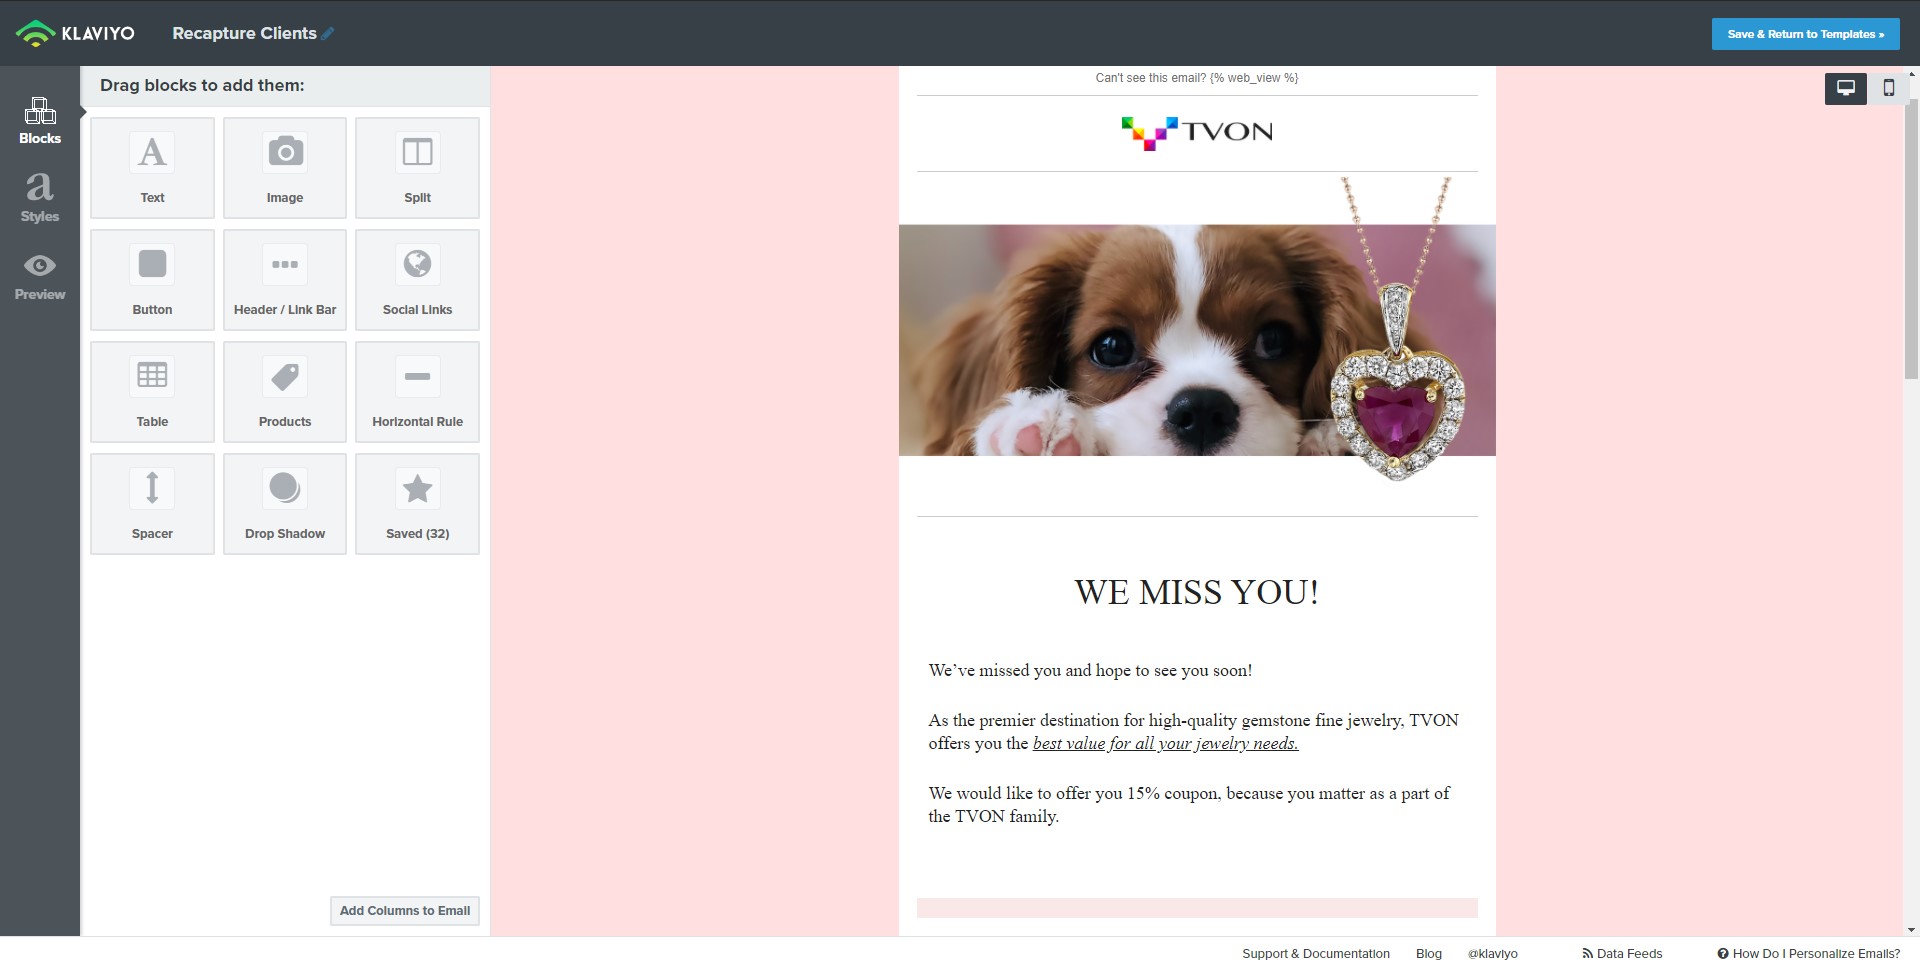 KLAVIYO
Recapture Clients
Save & Return to Templates »
Blocks
Styles
Preview
Drag blocks to add them:
Text
Image
Split
Button
Header / Link Bar
Social Links
Table
Products
Horizontal Rule
Spacer
Drop Shadow
Saved (32)
Add Columns to Email
Can't see this email? {% web_view %}
TVON
WE MISS YOU!
We’ve missed you and hope to see you soon!
As the premier destination for high-quality gemstone fine jewelry, TVON
offers you the best value for all your jewelry needs.
We would like to offer you 15% coupon, because you matter as a part of
the TVON family.
Support & Documentation
Blog
@klaviyo
Data Feeds
How Do I Personalize Emails?